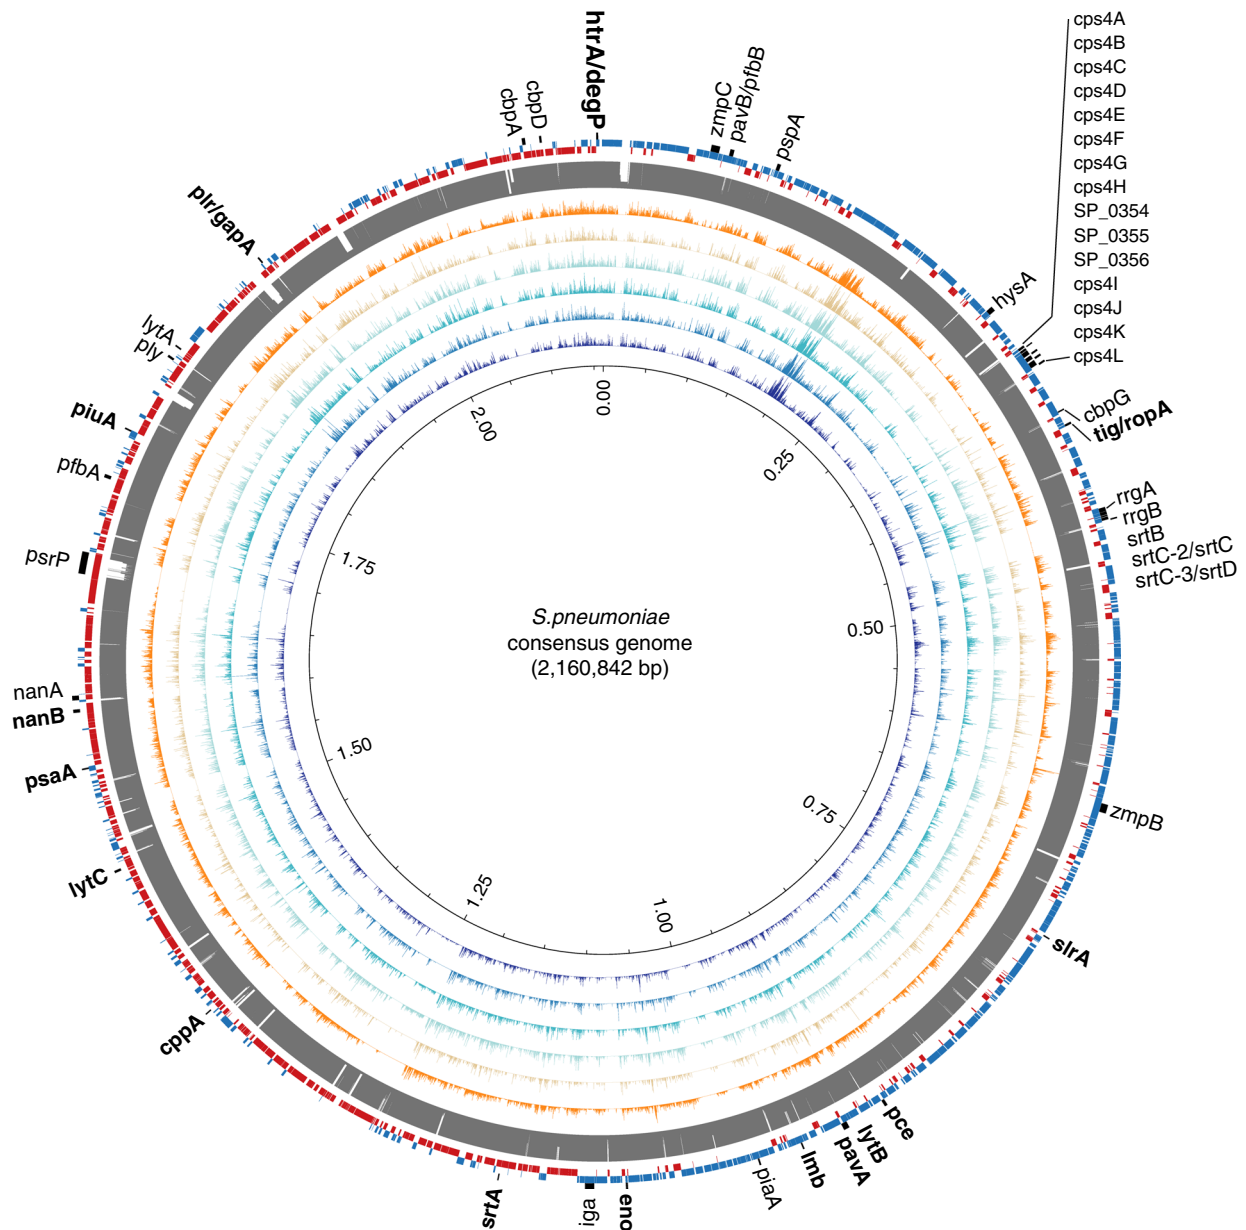 htrA/degP
zmpC
pavB/pfbB
pspA
cps4A
cps4B
cps4C
cps4D
cps4E
cps4F
cps4G
cps4H
SP_0354
SP_0355
SP_0356
cps4I
cps4J
cps4K
cps4L
hysA
cbpG
tig/ropA
rrgA
rrgB
srtB
srtC-2/srtC
srtC-3/srtD
zmpB
slrA
pce
lytB
pavA
lmb
piaA
eno
iga
srtA
cppA
lytC
psaA
nanB
nanA
psrP
pfbA
piuA
ply
lytA
plr/gapA
cbpA
cbpD
0.00
0.25
0.50
0.75
1.00
1.25
1.50
1.75
2.00
S.pneumoniae
consensus genome
(2,160,842 bp)